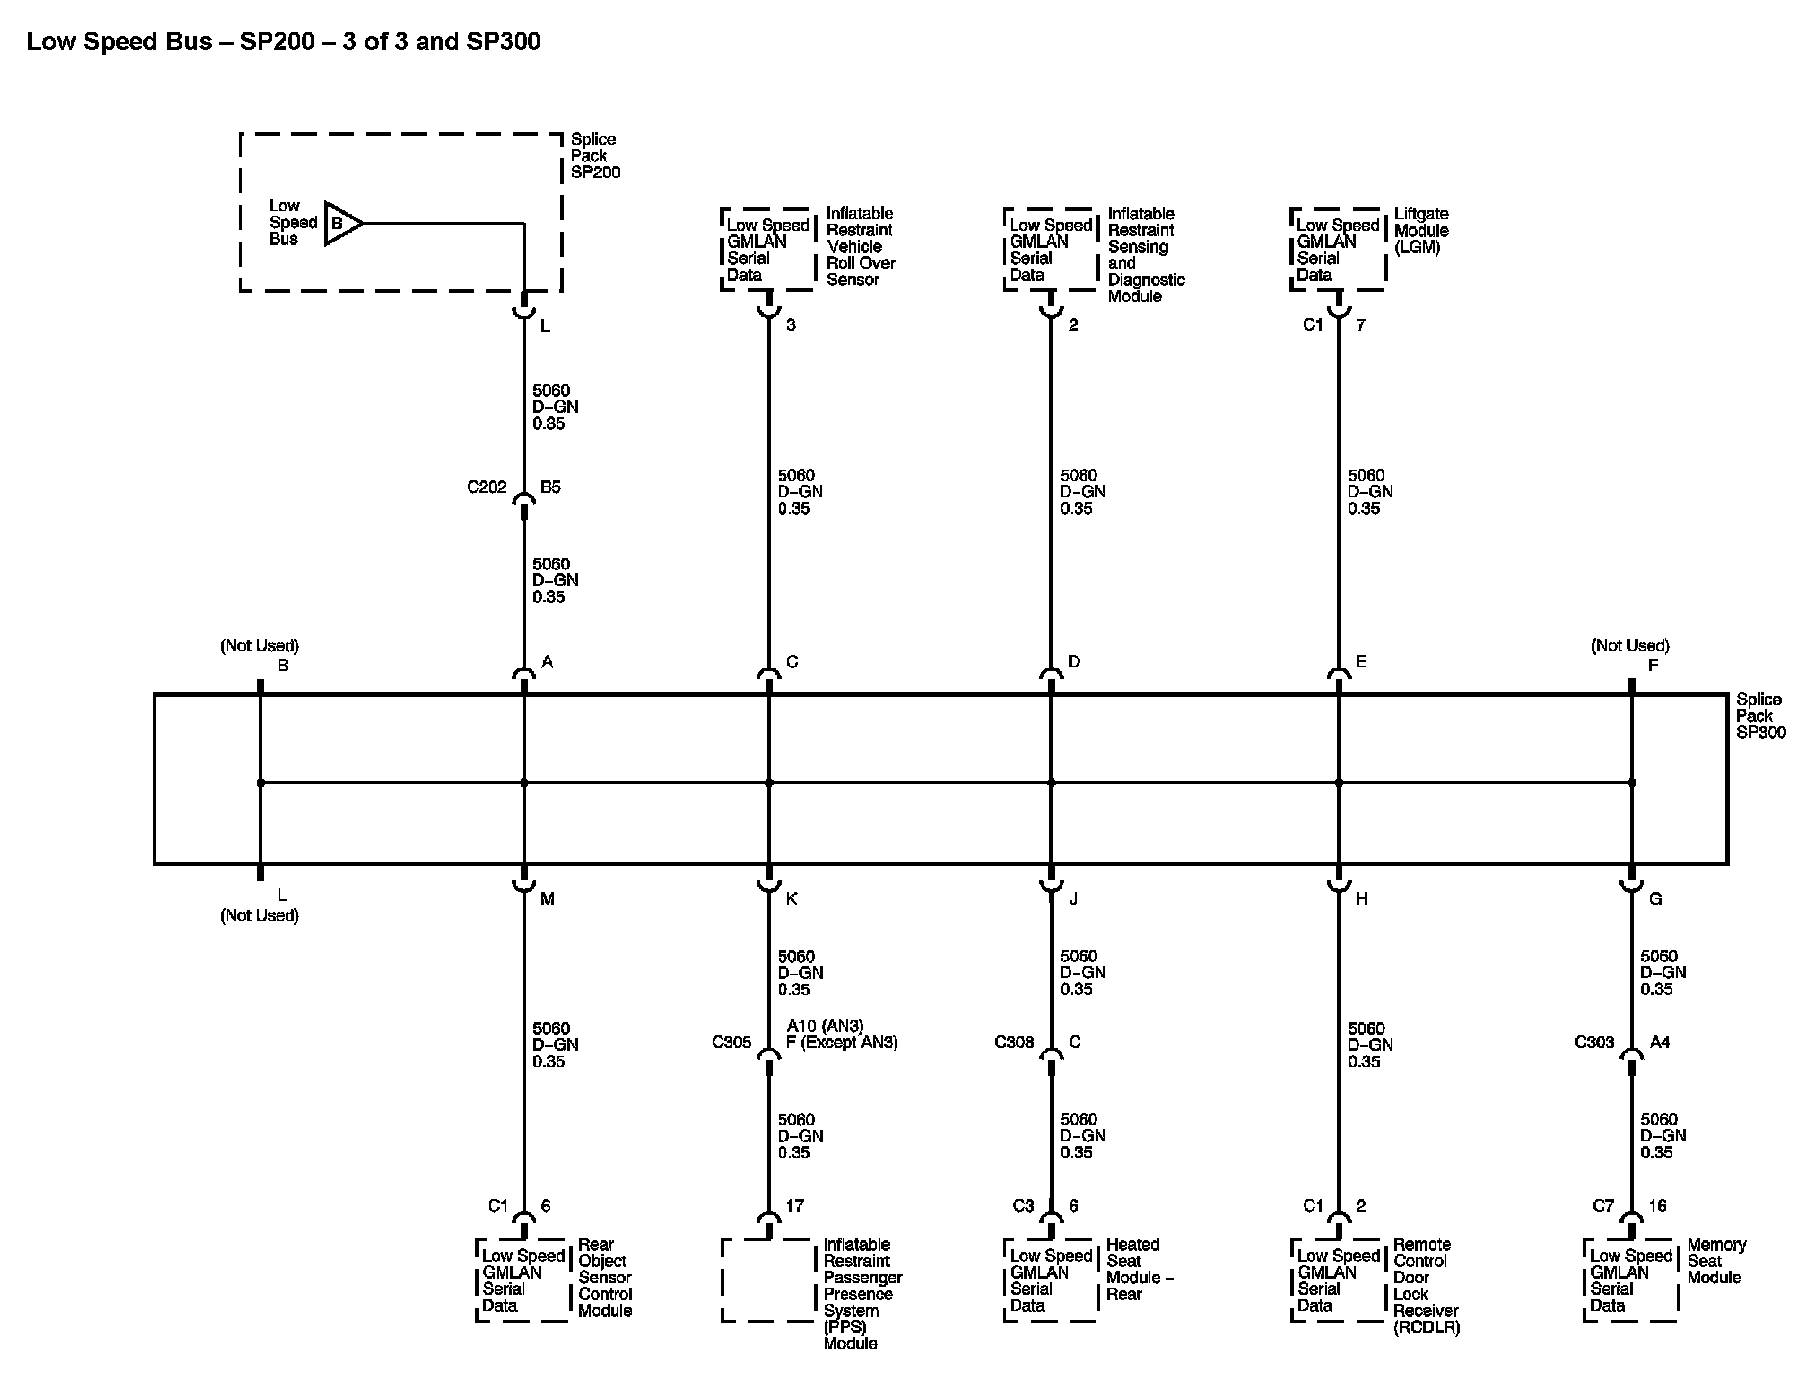 Low Speed Bus – SP200 – 3 of 3 and SP300
Splice
Pack
SP200
Low
Speed
Bus
B
L
Low Speed
GMLAN
Serial
Data
Inflatable
Restraint
Vehicle
Roll Over
Sensor
3
Low Speed
GMLAN
Serial
Data
Inflatable
Restraint
Sensing
and
Diagnostic
Module
2
Low Speed
GMLAN
Serial
Data
Liftgate
Module
(LGM)
C1 7
5060
D–GN
0.35
C202 B5
5060
D–GN
0.35
5060
D–GN
0.35
5060
D–GN
0.35
5060
D–GN
0.35
(Not Used)
B
A
C
D
E
(Not Used)
F
Splice
Pack
SP300
L
(Not Used)
M
K
J
H
G
5060
D–GN
0.35
5060
D–GN
0.35
A10 (AN3)
C305 F (Except AN3)
5060
D–GN
0.35
5060
D–GN
0.35
C308 C
5060
D–GN
0.35
5060
D–GN
0.35
5060
D–GN
0.35
C303 A4
5060
D–GN
0.35
C1 6
17
C3 6
C1 2
C7 16
Low Speed
GMLAN
Serial
Data
Rear
Object
Sensor
Control
Module
Inflatable
Restraint
Passenger
Presence
System
(PPS)
Module
Low Speed
GMLAN
Serial
Data
Heated
Seat
Module –
Rear
Low Speed
GMLAN
Serial
Data
Remote
Control
Door
Lock
Receiver
(RCDLR)
Low Speed
GMLAN
Serial
Data
Memory
Seat
Module